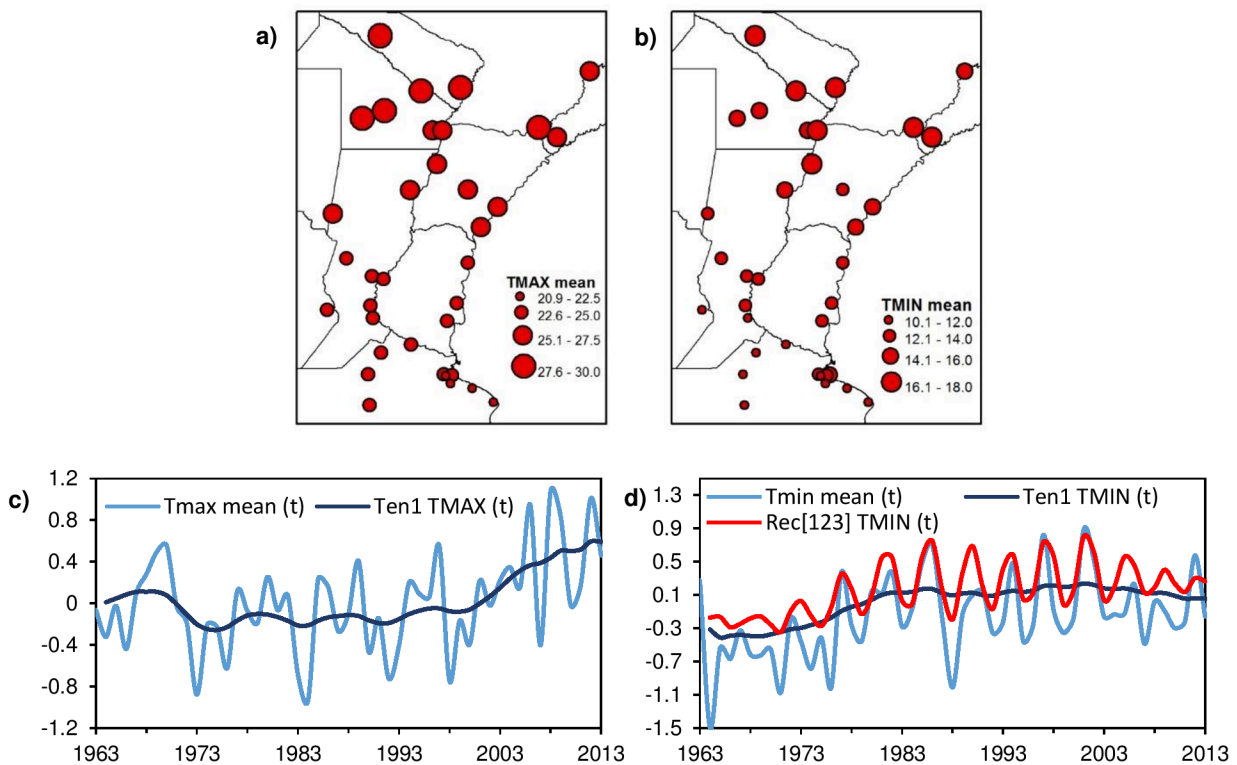 a)
TMAX mean
20.9 - 22.5
22.6 - 25.0
25.1 - 27.5
27.6 - 30.0
b)
TMIN mean
10.1 - 12.0
12.1 - 14.0
14.1 - 16.0
16.1 - 18.0
c)
Tmax mean (t) Ten1 TMAX (t)
1.2
0.8
0.4
0
-0.4
-0.8
-1.2
1963 1973 1983 1993 2003 2013
d)
Tmin mean (t) Ten1 TMIN (t)
Rec[123] TMIN (t)
1.3
0.9
0.5
0.1
-0.3
-0.7
-1.1
-1.5
1963 1973 1983 1993 2003 2013